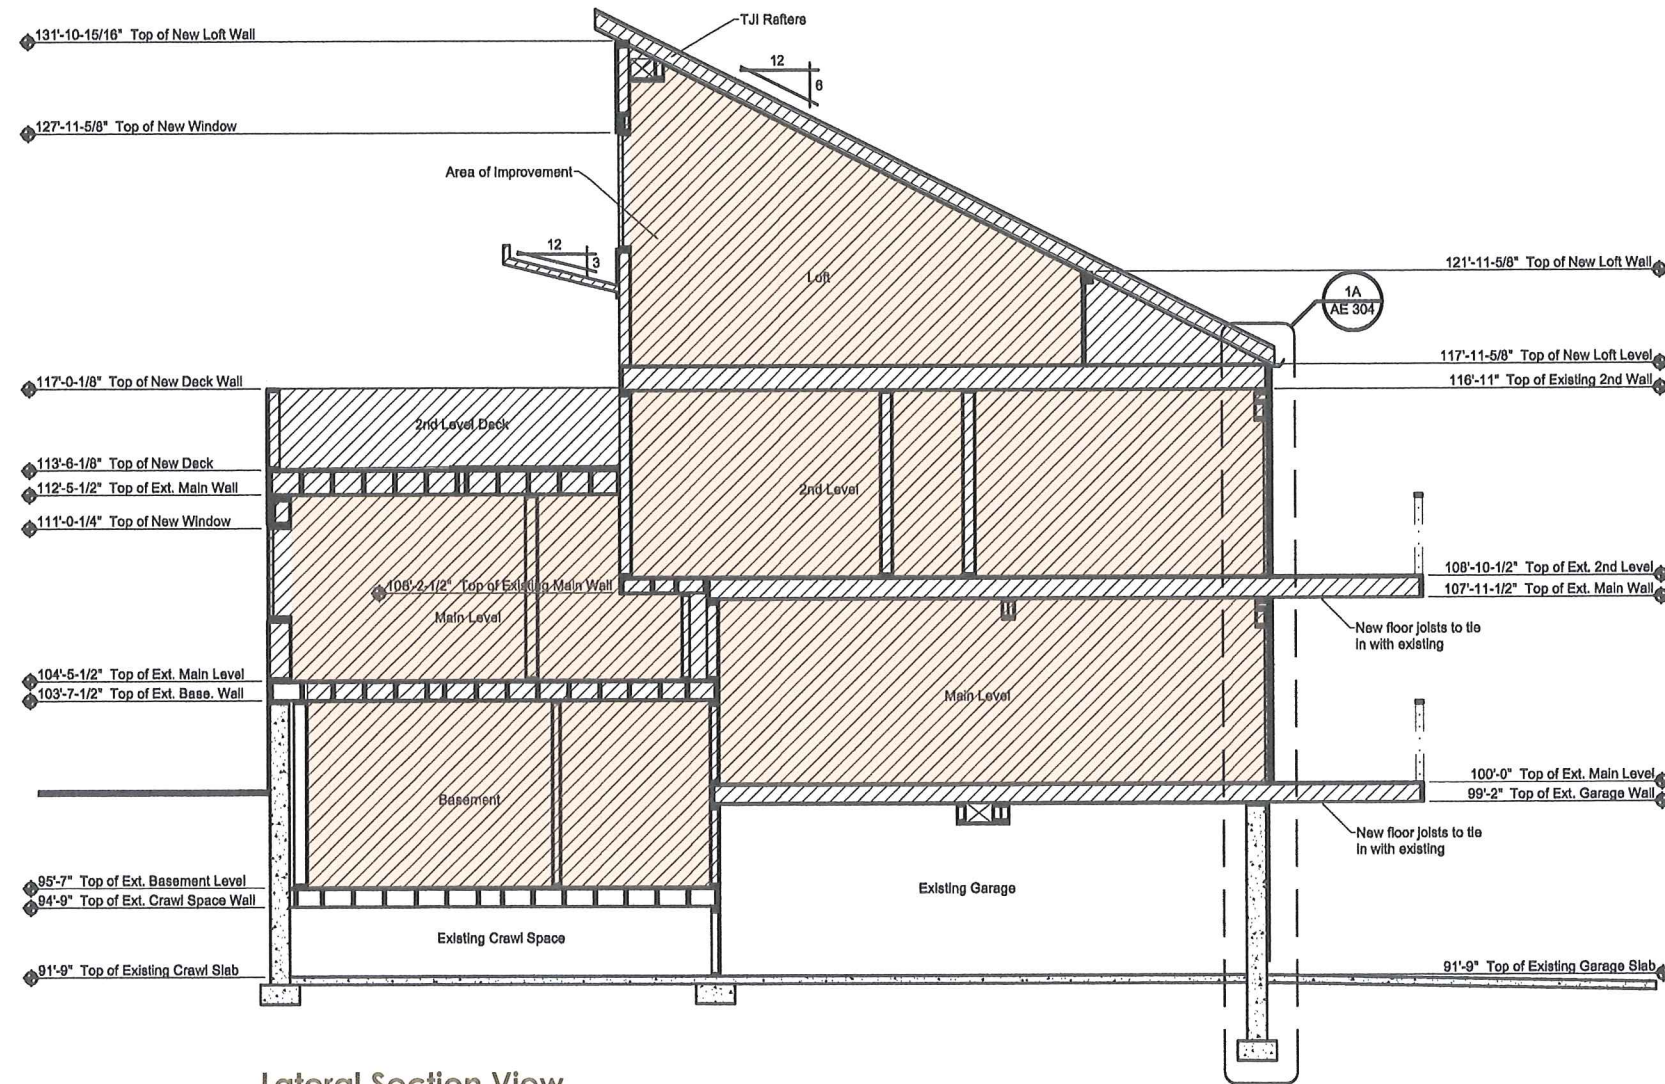 TJI Rafters
131'-10-15/16" Top of New Loft Wall
12
6
127'-11-5/8" Top of New Window
Area of Improvement
12
3
Loft
121'-11-5/8" Top of New Loft Wall
1A
AE 304
117'-11-5/8" Top of New Loft Level
117'-0-1/8" Top of New Deck Wall
116'-11" Top of Existing 2nd Wall
2nd Level Deck
113'-6-1/8" Top of New Deck
112'-5-1/2" Top of Ext. Main Wall
2nd Level
111'-0-1/4" Top of New Window
108'-10-1/2" Top of Ext. 2nd Level
108'-2-1/2" Top of Existing Main Wall
107'-11-1/2" Top of Ext. Main Wall
Main Level
New floor joists to tie
in with existing
104'-5-1/2" Top of Ext. Main Level
103'-7-1/2" Top of Ext. Base. Wall
Main Level
100'-0" Top of Ext. Main Level
99'-2" Top of Ext. Garage Wall
Basement
New floor joists to tie
in with existing
95'-7" Top of Ext. Basement Level
Existing Garage
94'-9" Top of Ext. Crawl Space Wall
Existing Crawl Space
91'-9" Top of Existing Crawl Slab
91'-9" Top of Existing Garage Slab
Lateral Section View